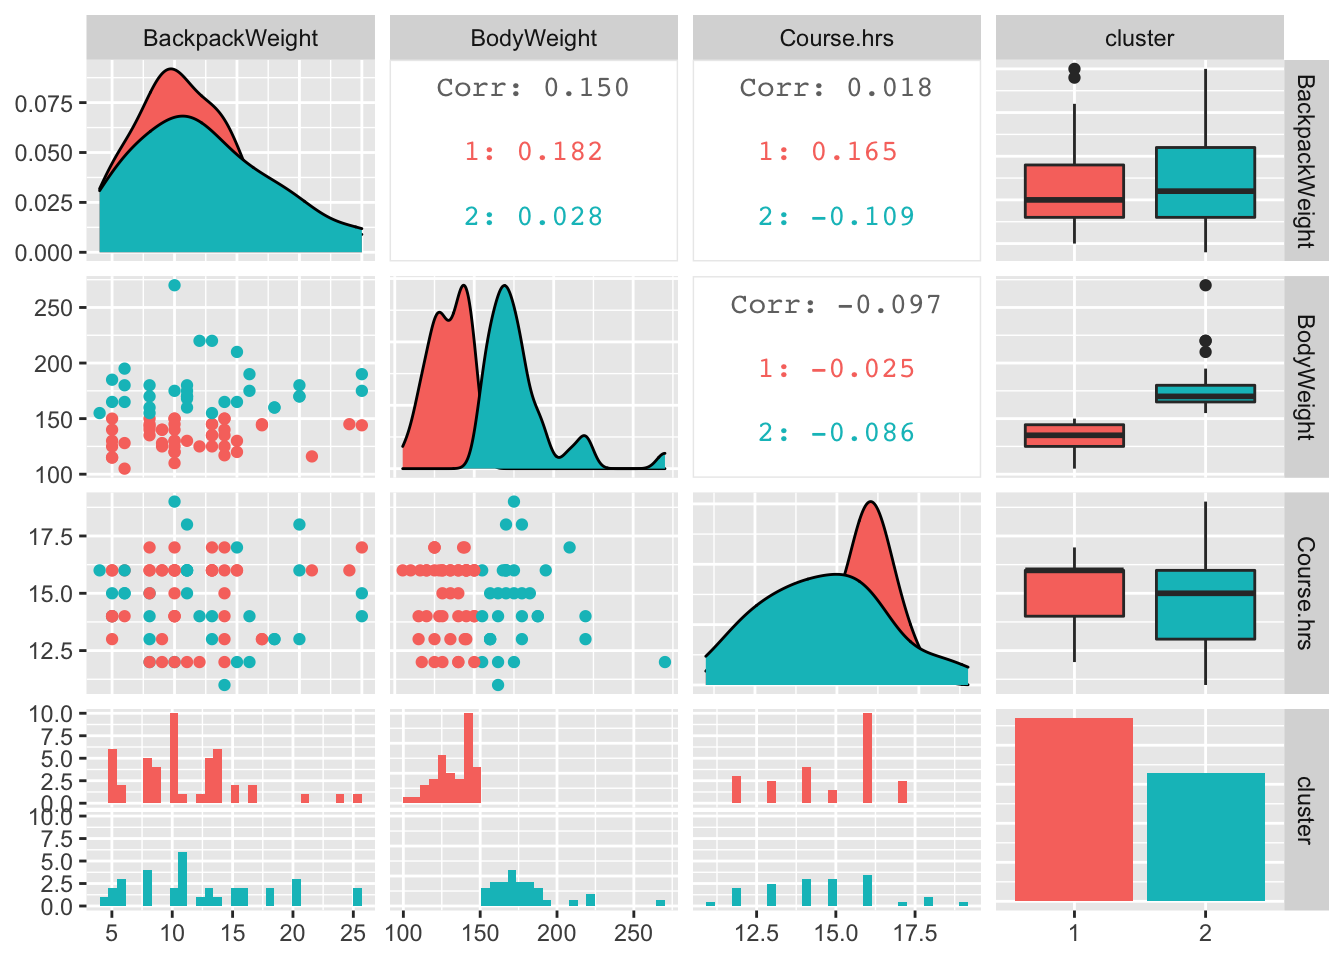 BackpackWeight BodyWeight Course.hrs cluster
0.075
0.050
0.025
0.000
Corr: 0.150
1: 0.182
2: 0.028
Corr: 0.018
1: 0.165
2: -0.109
BackpackWeight
250
200
150
100
Corr: -0.097
1: -0.025
2: -0.086
BodyWeight
17.5
15.0
12.5
Course.hrs
10.0
7.5
5.0
2.5
0.0
10.0
7.5
5.0
2.5
0.0
cluster
5 10 15 20 25
100 150 200 250
12.5 15.0 17.5
1 2